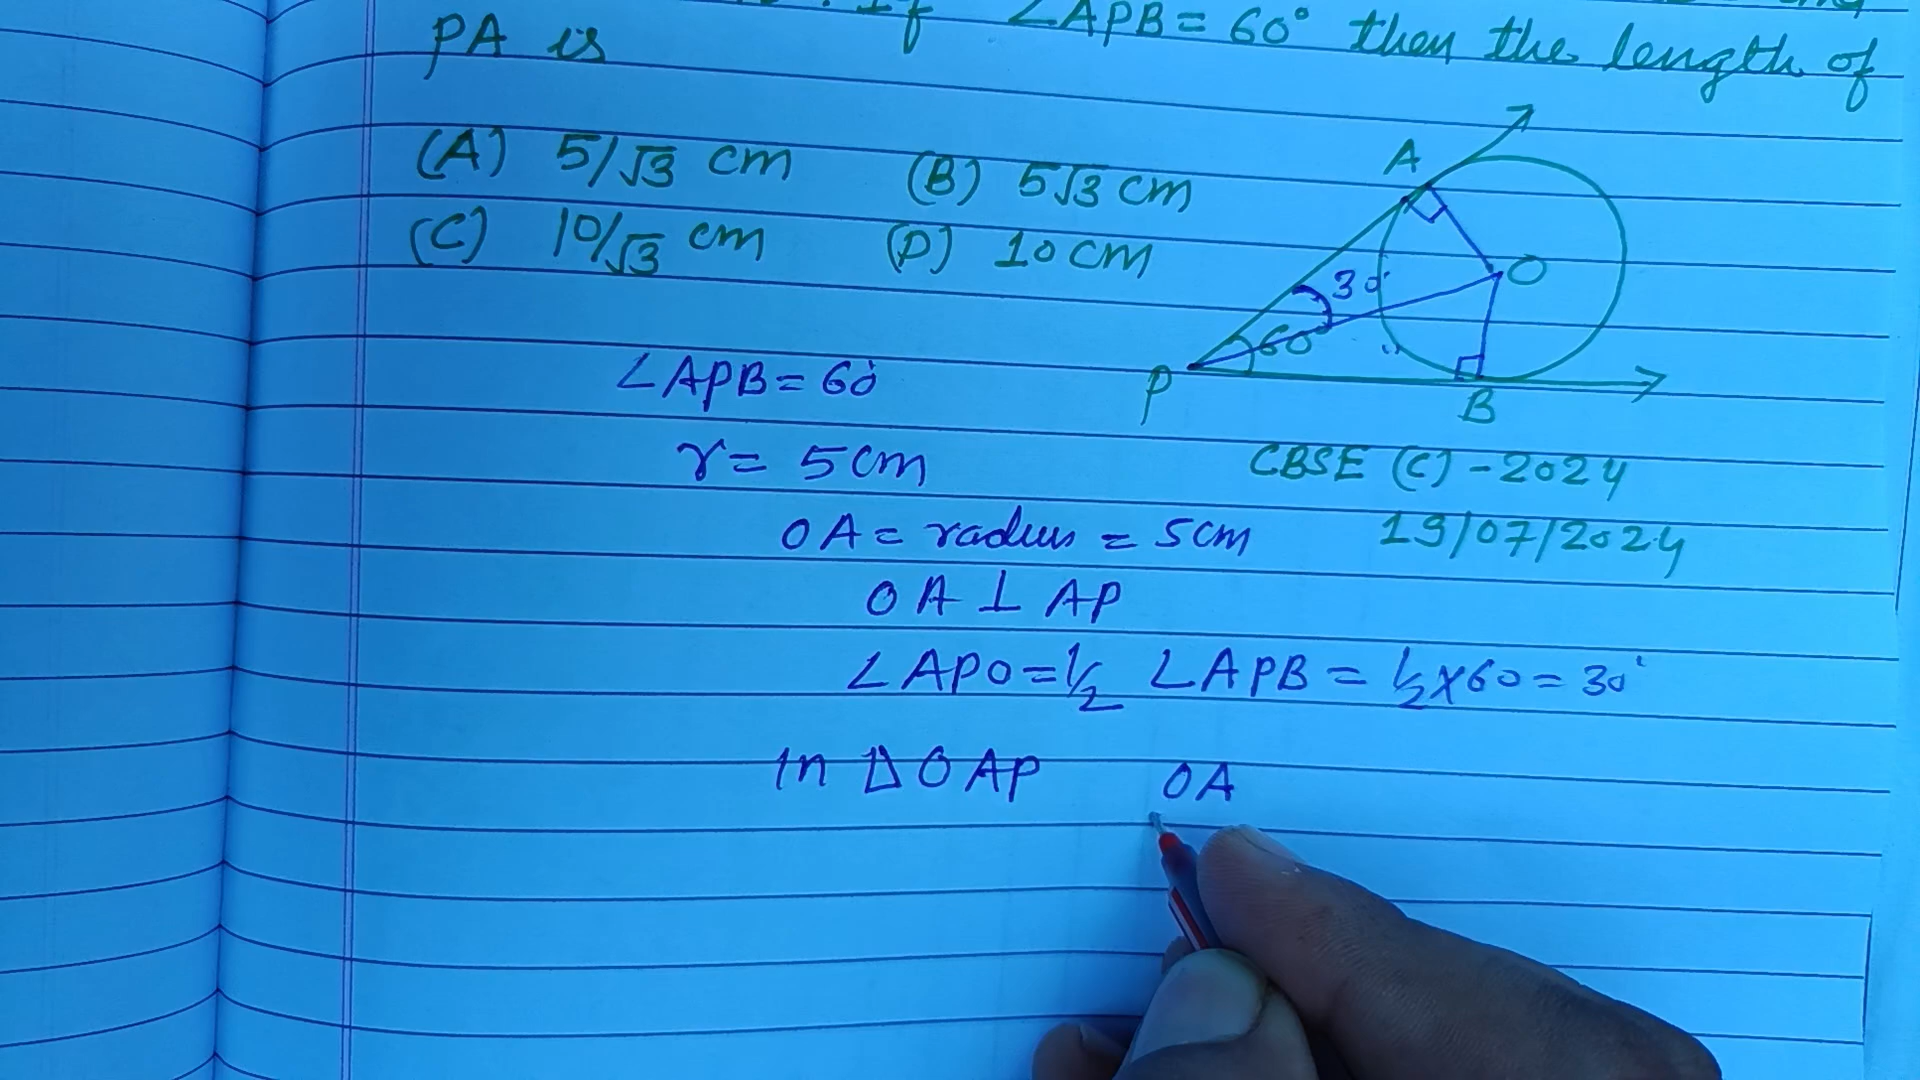 If ∠APB = 60° then the length of
PA is
(A) 5/√3 cm (B) 5√3 cm
(C) 10/√3 cm (D) 10 cm
A
O
30°
60°
P
B
∠APB = 60°
r = 5cm
CBSE (C) - 2024
OA = radius = 5cm
19/07/2024
OA ⊥ AP
∠APO = 1/2 ∠APB = 1/2 × 60 = 30°
In △OAP OA